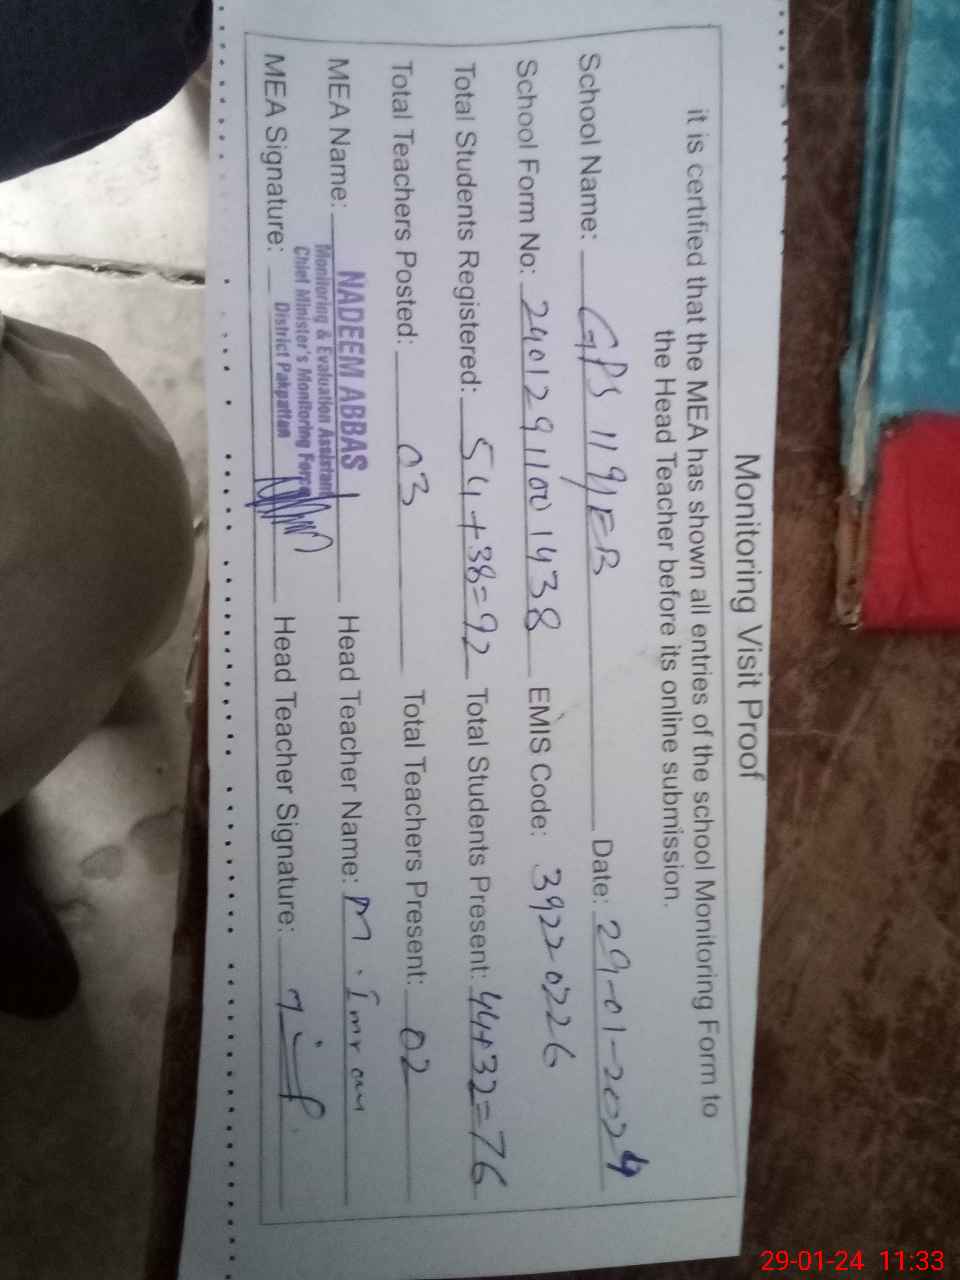 Monitoring Visit Proof
it is certified that the MEA has shown all entries of the school Monitoring Form to
the Head Teacher before its online submission.
School Name: GPS 119/EB Date: 29-01-2024
School Form No: 24012911001438 EMIS Code: 39220226
Total Students Registered: 54+38=92 Total Students Present: 44+32=76
Total Teachers Posted: 03 Total Teachers Present: 02
MEA Name: NADEEM ABBAS Head Teacher Name: M. Imran
Monitoring & Evaluation Assistant
Chief Minister's Monitoring Force
District Pakpattan
MEA Signature: Head Teacher Signature:
29-01-24 11:33